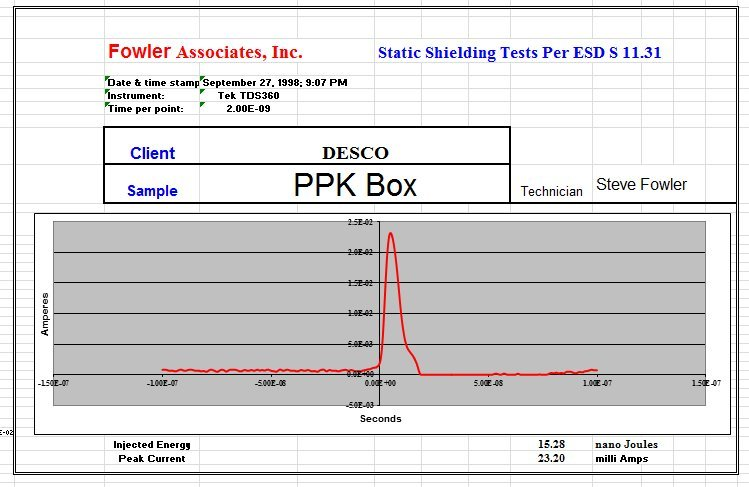 Fowler Associates, Inc. Static Shielding Tests Per ESD S 11.31
Date & time stamp September 27, 1998; 9:07 PM
Instrument: Tek TDS360
Time per point: 2.00E-09
Client DESCO
Sample PPK Box Technician Steve Fowler
2.5E-02
2.0E-02
1.5E-02
1.0E-02
5.0E-03
0.0E+00
-1.50E-07 -1.00E-07 -5.00E-08 0.00E+00 5.00E-08 1.00E-07 1.50E-07
-5.0E-03
Amperes
Seconds
E-02
Injected Energy 15.28 nano Joules
Peak Current 23.20 milli Amps